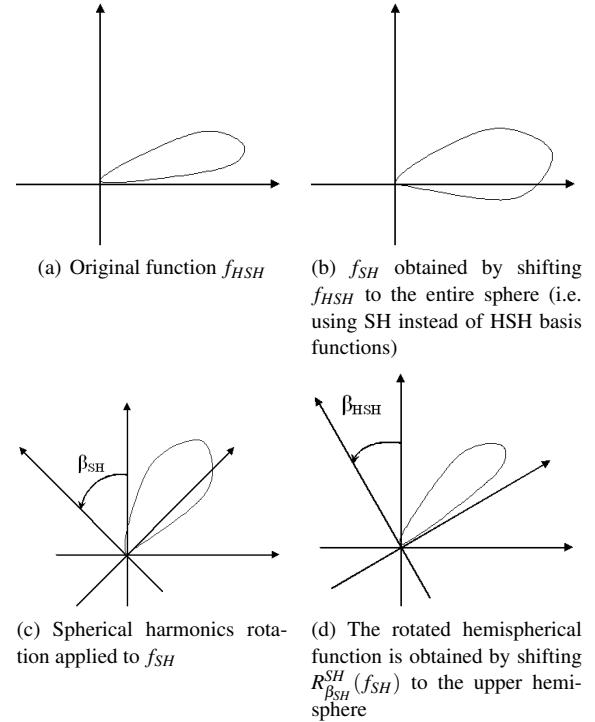 (a) Original function f_HSH
(b) f_SH obtained by shifting
f_HSH to the entire sphere (i.e.
using SH instead of HSH basis
functions)
β_SH
β_HSH
(c) Spherical harmonics rota-
tion applied to f_SH
(d) The rotated hemispherical
function is obtained by shifting
R^SH_β_SH(f_SH) to the upper hemi-
sphere